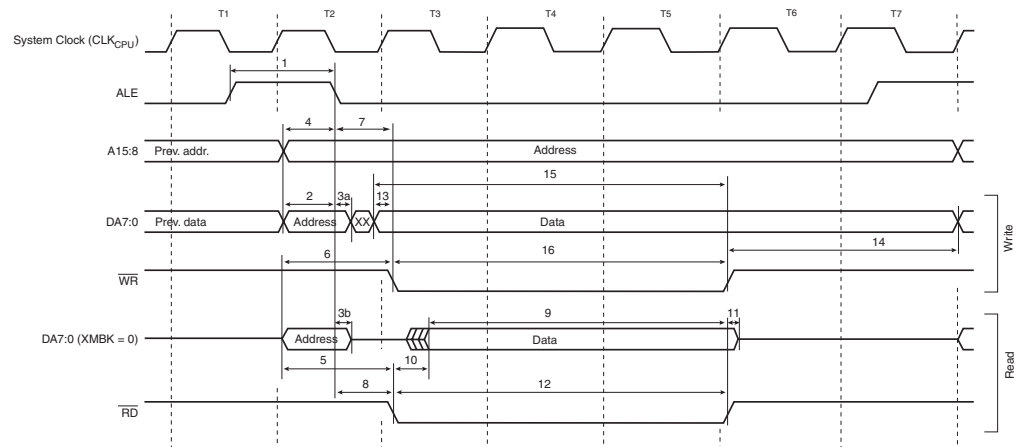 T1 T2 T3 T4 T5 T6 T7
System Clock (CLKCPU)
1
ALE
4 7
A15:8 Prev. addr. Address
15
2 3a 13
DA7:0 Prev. data Address XX Data
14
6 16
WR
Write
3b 9 11
DA7:0 (XMBK = 0) Address Data
5 10
8 12
RD
Read